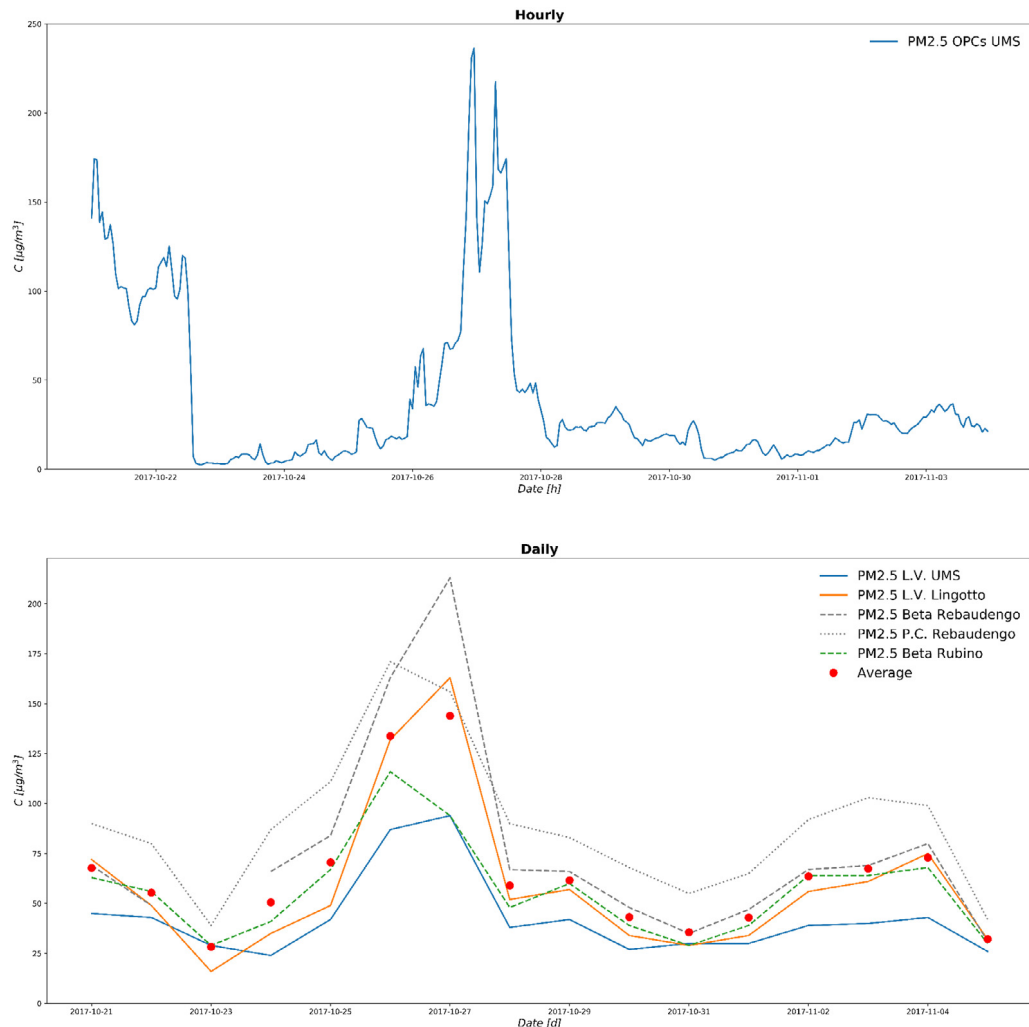 Hourly
PM2.5 OPCs UMS
250
200
150
100
50
0
C [μg/m³]
2017-10-22 2017-10-24 2017-10-26 2017-10-28 2017-10-30 2017-11-01 2017-11-03
Date [h]
Daily
PM2.5 L.V. UMS
PM2.5 L.V. Lingotto
PM2.5 Beta Rebaudengo
PM2.5 P.C. Rebaudengo
PM2.5 Beta Rubino
Average
200
175
150
125
100
75
50
25
0
C [μg/m³]
2017-10-21 2017-10-23 2017-10-25 2017-10-27 2017-10-29 2017-10-31 2017-11-02 2017-11-04
Date [d]